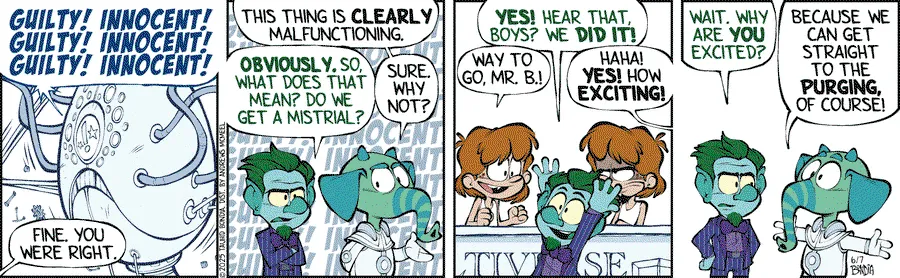 GUILTY! INNOCENT!
GUILTY! INNOCENT!
GUILTY! INNOCENT!
FINE. YOU
WERE RIGHT.
THIS THING IS CLEARLY
MALFUNCTIONING.
OBVIOUSLY. SO,
WHAT DOES THAT
MEAN? DO WE
GET A MISTRIAL?
SURE.
WHY
NOT?
YES! HEAR THAT,
BOYS? WE DID IT!
WAY TO
GO, MR. B.!
HAHA!
YES! HOW
EXCITING!
WAIT. WHY
ARE YOU
EXCITED?
BECAUSE WE
CAN GET
STRAIGHT
TO THE
PURGING,
OF COURSE!
6/7